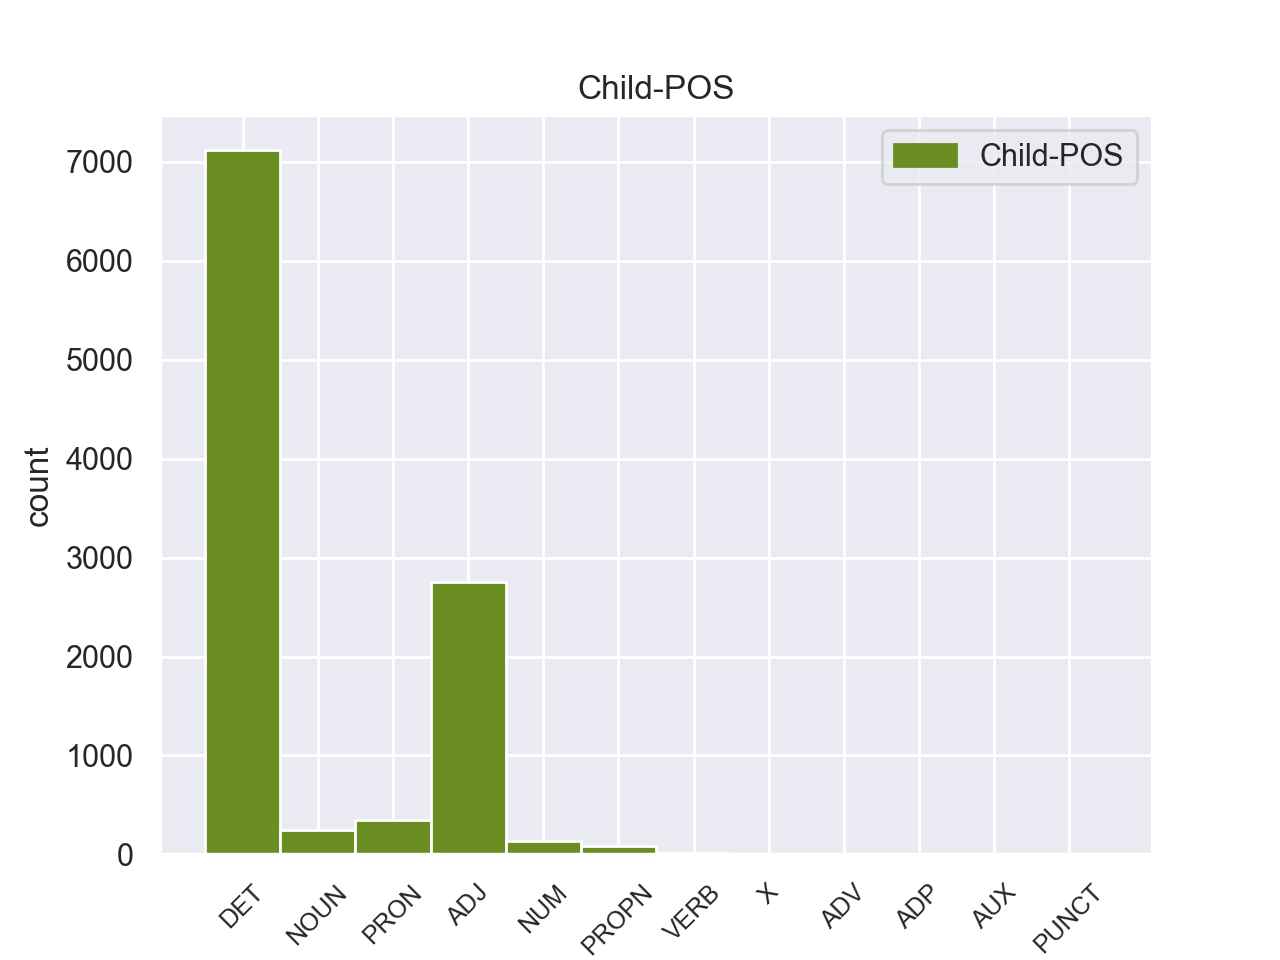 Child-POS
Child-POS
7000
6000
5000
4000
3000
2000
1000
0
count
DET
NOUN
PRON
ADJ
NUM
PROPN
VERB
X
ADV
ADP
AUX
PUNCT